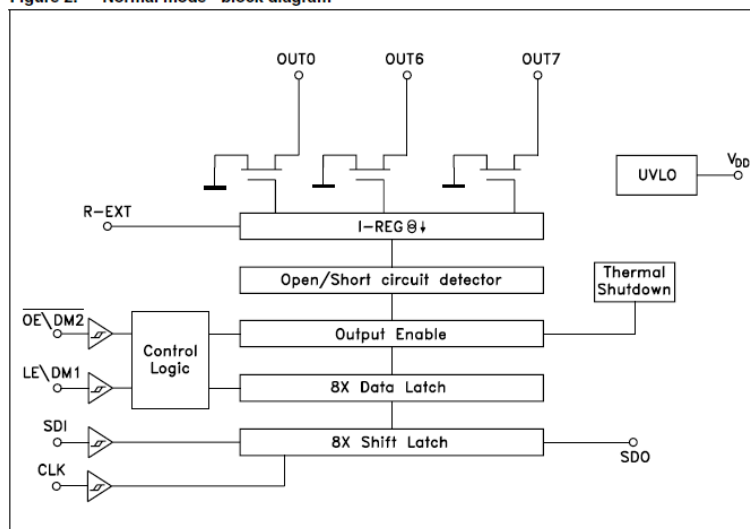 Figure 2. Normal mode - block diagram
OUT0 OUT6 OUT7
UVLO
VDD
R-EXT
I-REG
Open/Short circuit detector
Thermal
Shutdown
OE\DM2
Control
Logic
Output Enable
LE\DM1
8X Data Latch
SDI
8X Shift Latch
SDO
CLK